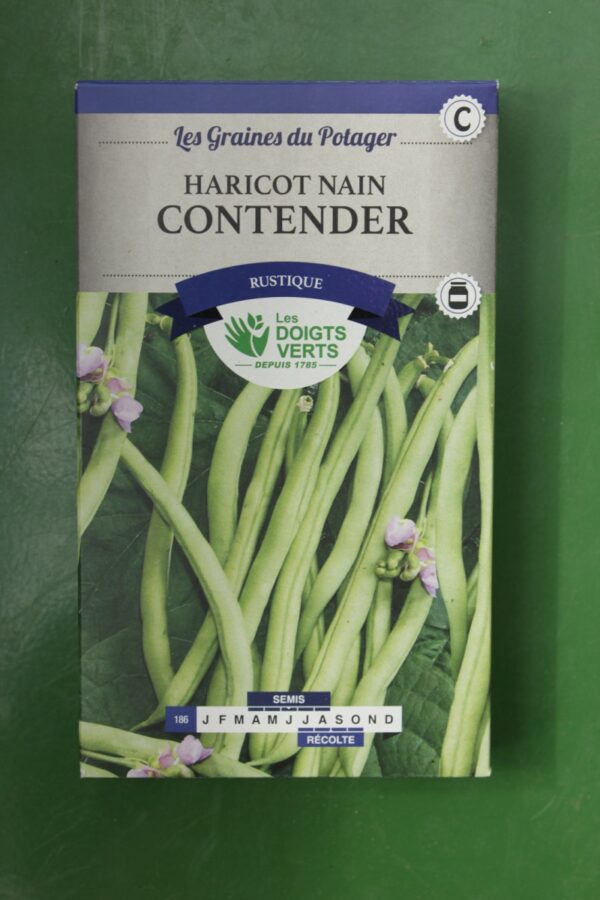 C
Les Graines du Potager
HARICOT NAIN
CONTENDER
RUSTIQUE
Les
DOIGTS
VERTS
DEPUIS 1785
SEMIS
186 J F M A M J J A S O N D
RÉCOLTE